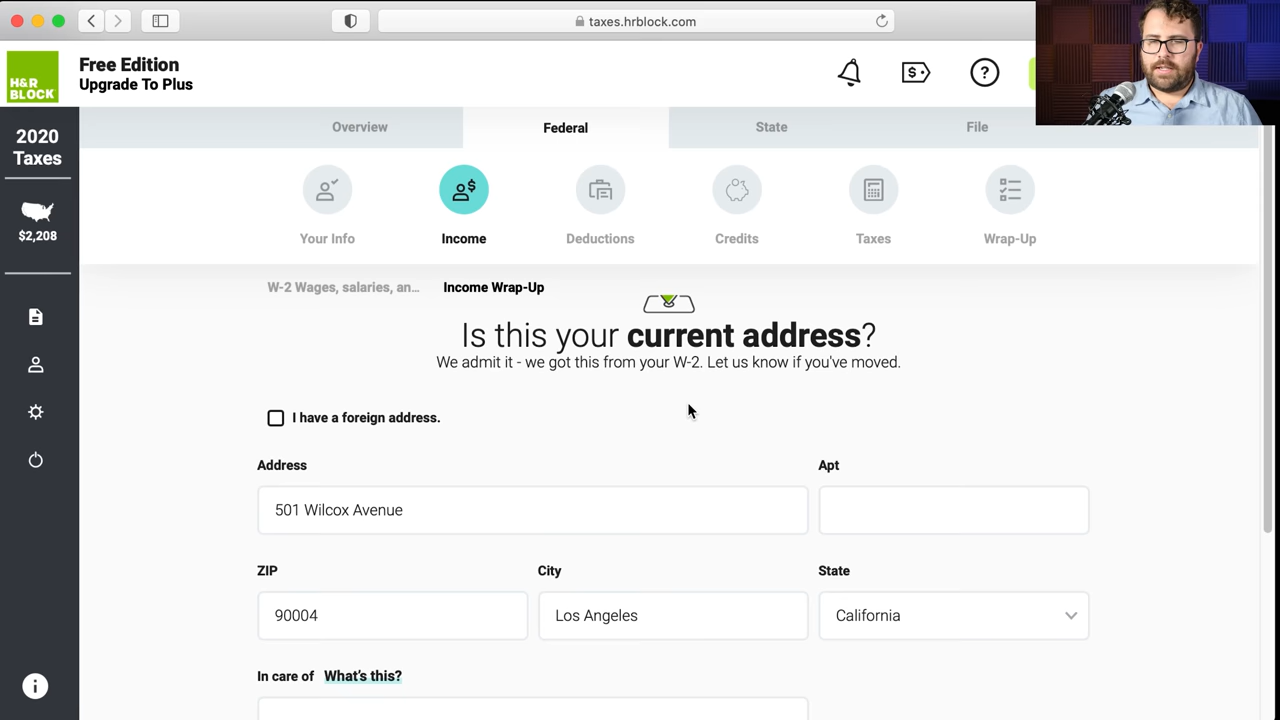 taxes.hrblock.com
H&R
BLOCK
Free Edition
Upgrade To Plus
$
?
2020
Taxes
$2,208
Overview
Federal
State
File
$
Your Info
Income
Deductions
Credits
Taxes
Wrap-Up
W-2 Wages, salaries, an...
Income Wrap-Up
Is this your current address?
We admit it - we got this from your W-2. Let us know if you've moved.
I have a foreign address.
Address
Apt
501 Wilcox Avenue
ZIP
City
State
90004
Los Angeles
California
In care of What's this?
i